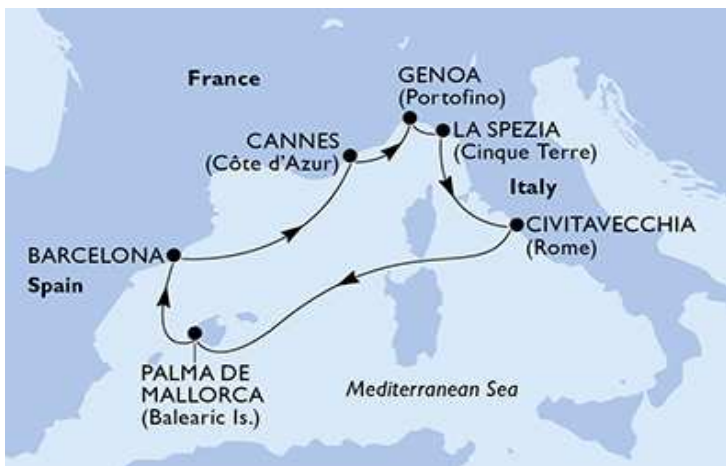 France
GENOA
(Portofino)
CANNES
(Côte d'Azur)
LA SPEZIA
(Cinque Terre)
Italy
CIVITAVECCHIA
(Rome)
BARCELONA
Spain
PALMA DE
MALLORCA
(Balearic Is.)
Mediterranean Sea